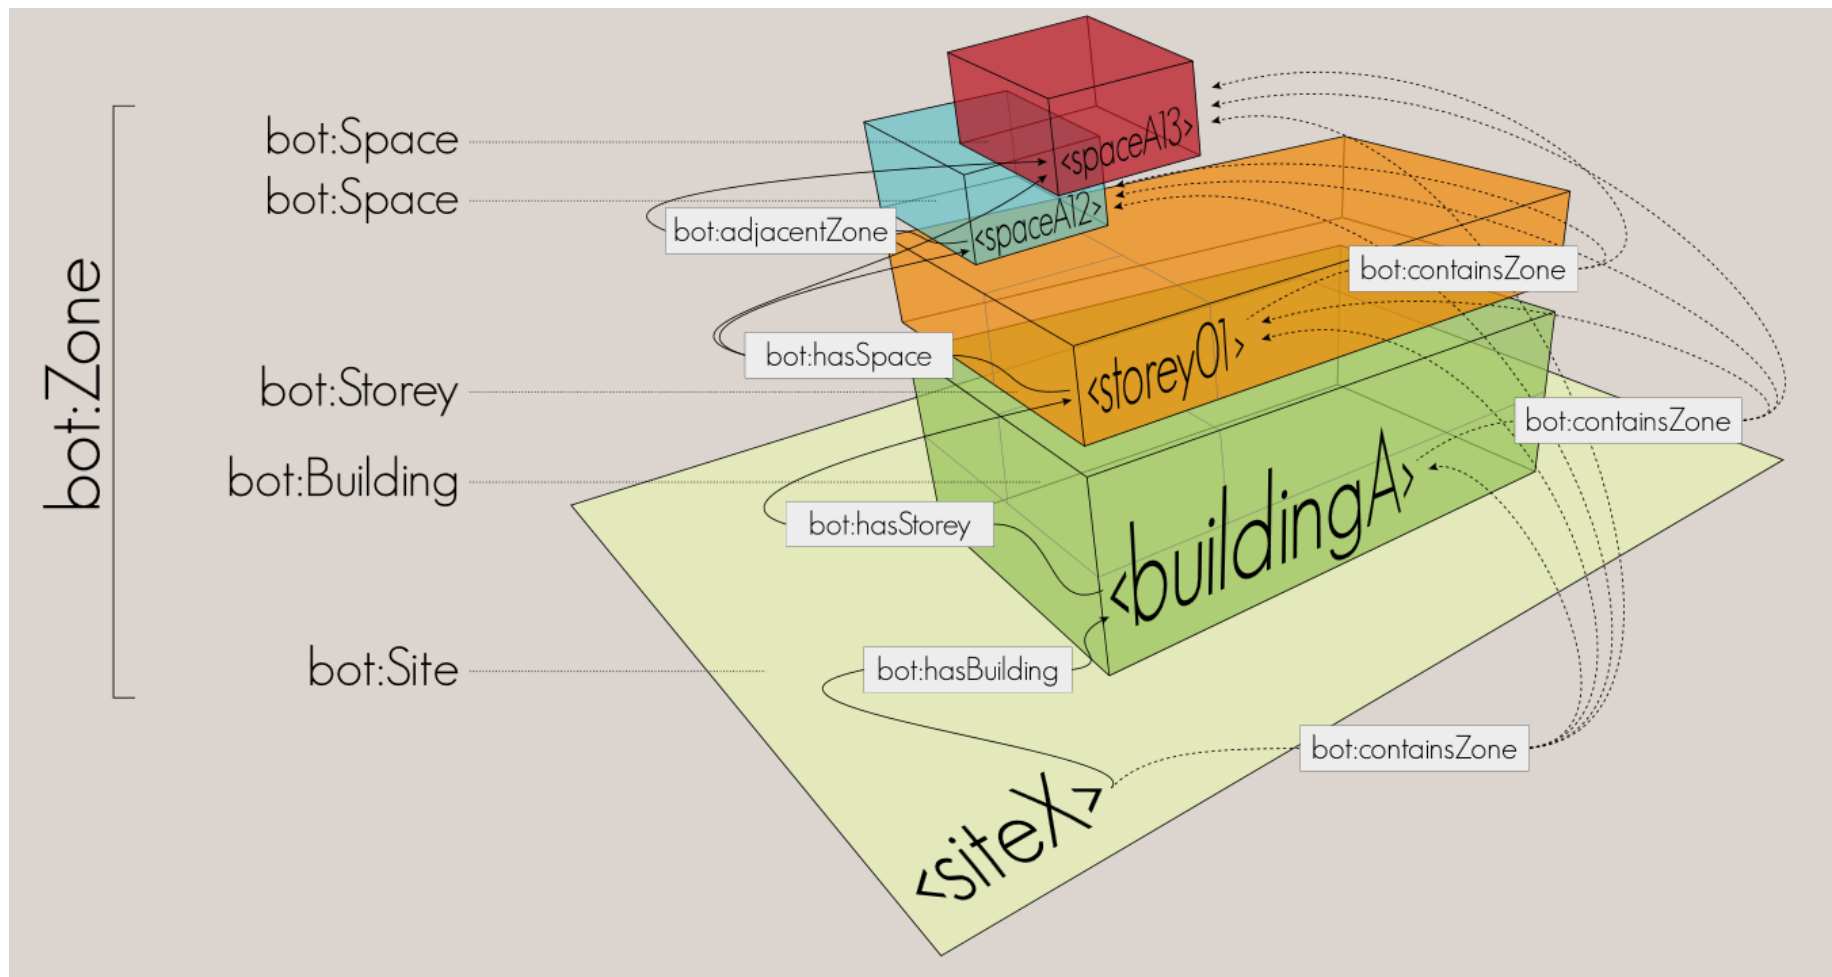 bot:Zone
bot:Space
bot:Space
bot:Storey
bot:Building
bot:Site
<spaceA13>
<spaceA12>
bot:adjacentZone
bot:containsZone
bot:hasSpace
<storey01>
bot:containsZone
bot:hasStorey
<buildingA>
bot:hasBuilding
bot:containsZone
<siteX>